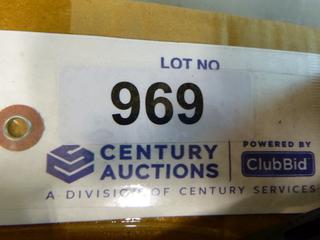 LOT NO
969
CENTURY AUCTIONS
POWERED BY
ClubBid
A DIVISION OF CENTURY SERVICES